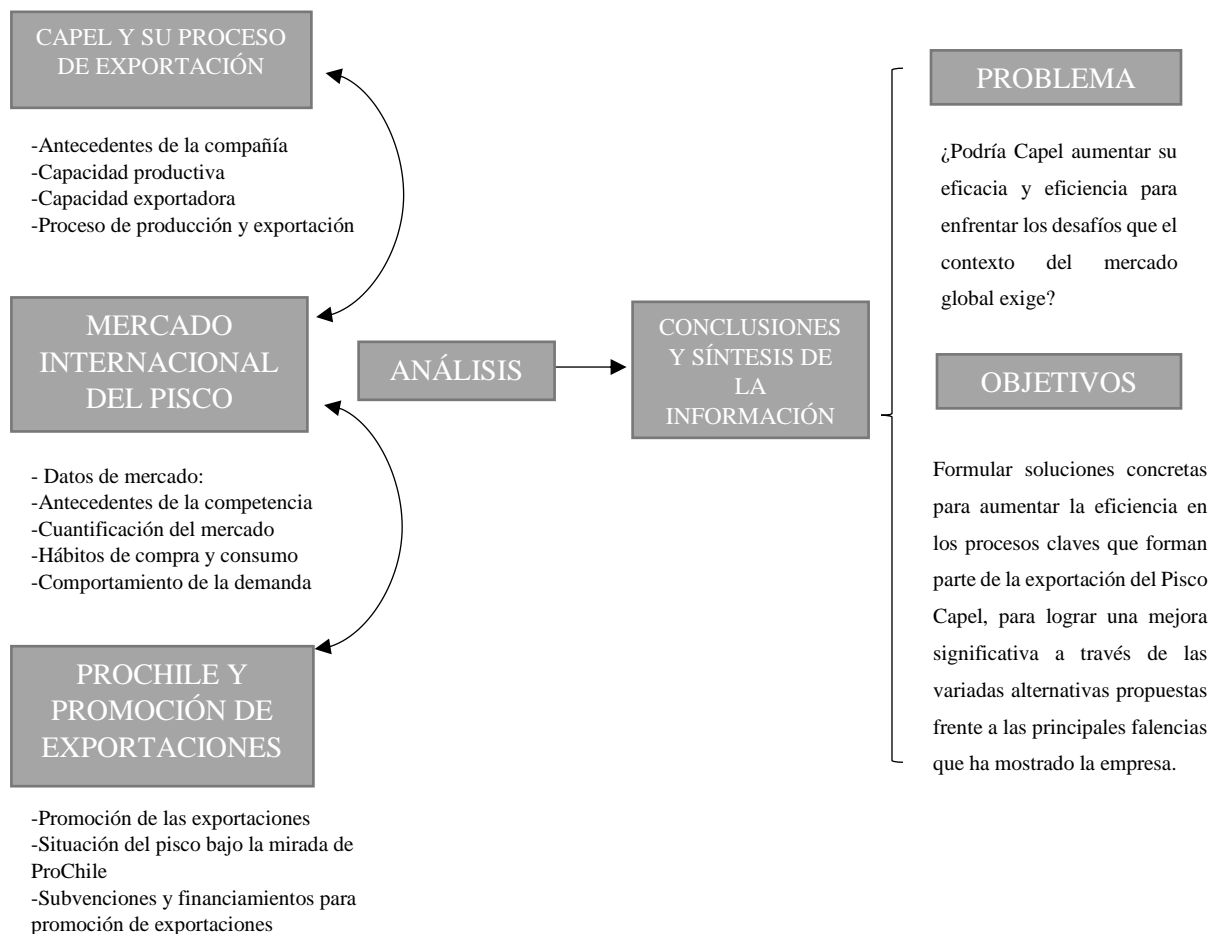 CAPEL Y SU PROCESO
DE EXPORTACIÓN
-Antecedentes de la compañía
-Capacidad productiva
-Capacidad exportadora
-Proceso de producción y exportación
MERCADO
INTERNACIONAL
DEL PISCO
- Datos de mercado:
-Antecedentes de la competencia
-Cuantificación del mercado
-Hábitos de compra y consumo
-Comportamiento de la demanda
PROCHILE Y
PROMOCIÓN DE
EXPORTACIONES
-Promoción de las exportaciones
-Situación del pisco bajo la mirada de
ProChile
-Subvenciones y financiamientos para
promoción de exportaciones
ANÁLISIS
CONCLUSIONES
Y SÍNTESIS DE
LA
INFORMACIÓN
PROBLEMA
¿Podría Capel aumentar su
eficacia y eficiencia para
enfrentar los desafíos que el
contexto del mercado
global exige?
OBJETIVOS
Formular soluciones concretas
para aumentar la eficiencia en
los procesos claves que forman
parte de la exportación del Pisco
Capel, para lograr una mejora
significativa a través de las
variadas alternativas propuestas
frente a las principales falencias
que ha mostrado la empresa.